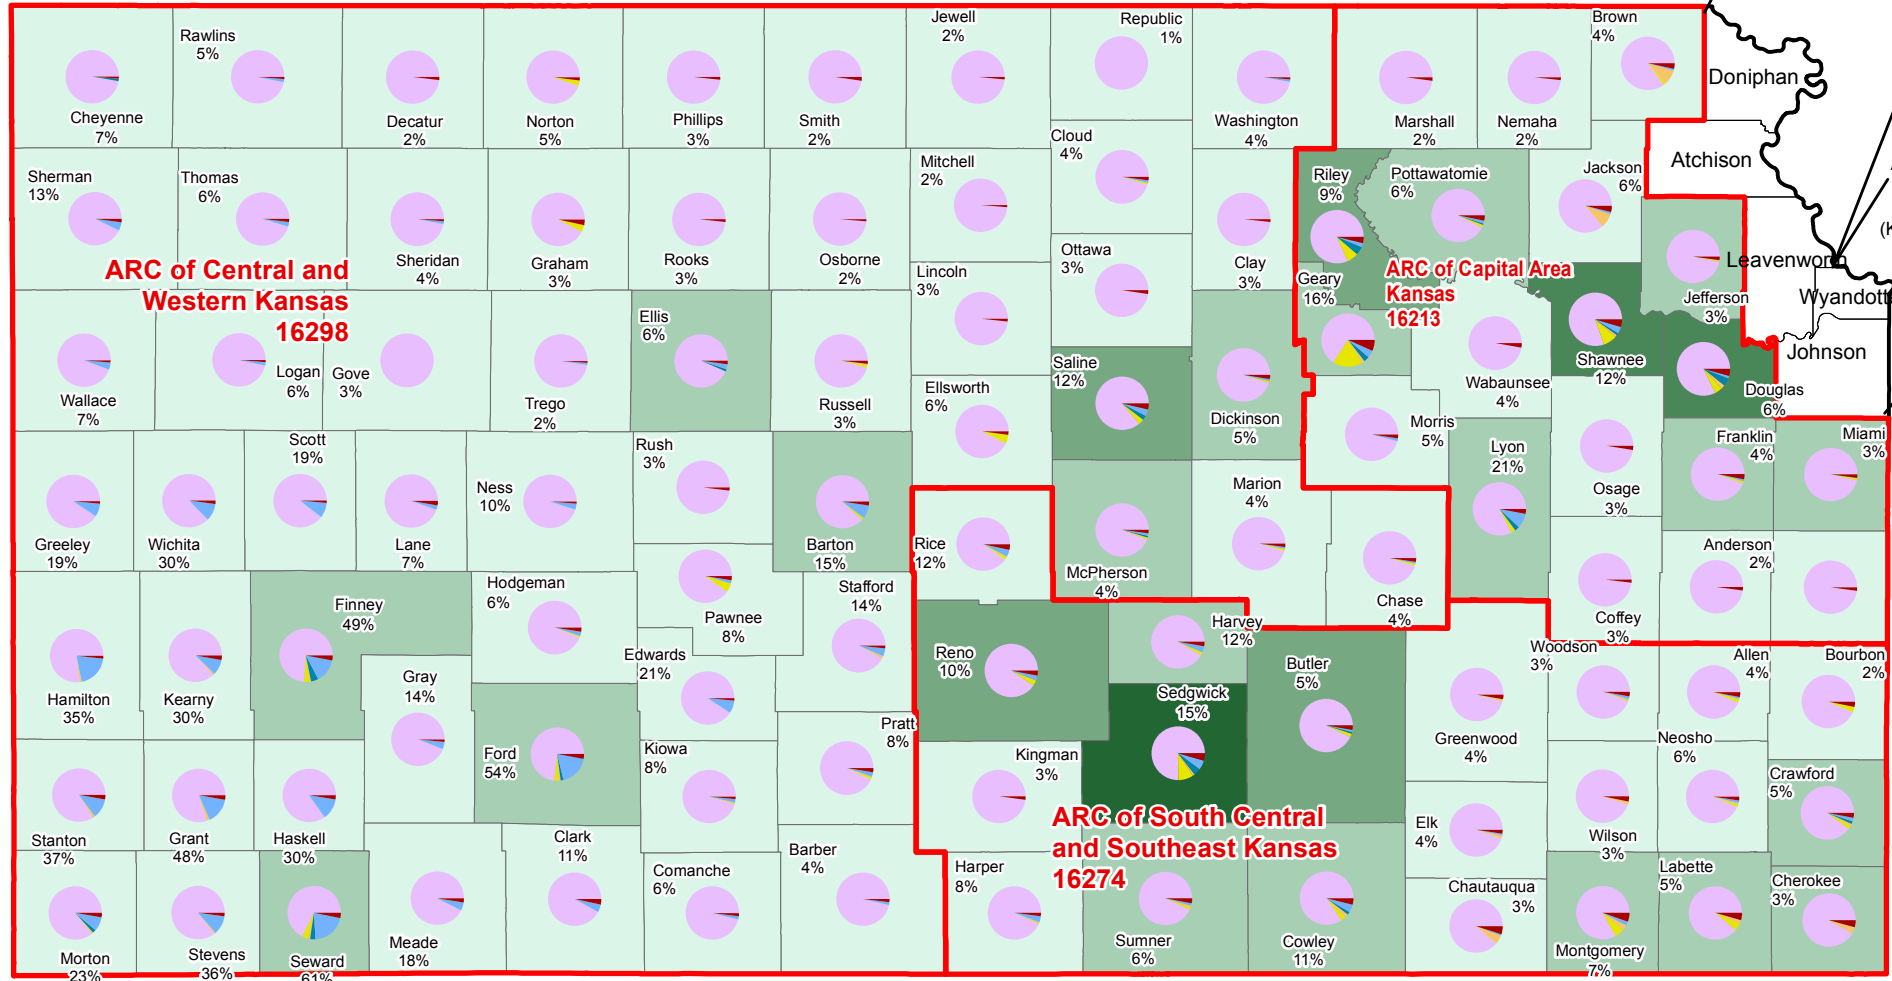 Cheyenne
7%
Rawlins
5%
Decatur
2%
Norton
5%
Phillips
3%
Smith
2%
Jewell
2%
Republic
1%
Washington
4%
Marshall
2%
Nemaha
2%
Brown
4%
Doniphan
Sherman
13%
Thomas
6%
Sheridan
4%
Graham
3%
Rooks
3%
Osborne
2%
Mitchell
2%
Cloud
4%
Clay
3%
Riley
9%
Pottawatomie
6%
Jackson
6%
Atchison
ARC of Central and
Western Kansas
16298
Lincoln
3%
Ottawa
3%
Geary
16%
ARC of Capital Area
Kansas
16213
Jefferson
3%
Leavenworth
Wyandott
(K
Wallace
7%
Logan
6%
Gove
3%
Trego
2%
Ellis
6%
Russell
3%
Ellsworth
6%
Saline
12%
Dickinson
5%
Morris
5%
Wabaunsee
4%
Shawnee
12%
Douglas
6%
Johnson
Greeley
19%
Wichita
30%
Scott
19%
Lane
7%
Ness
10%
Rush
3%
Barton
15%
Rice
12%
McPherson
4%
Marion
4%
Chase
4%
Lyon
21%
Osage
3%
Franklin
4%
Miami
3%
Hamilton
35%
Kearny
30%
Finney
49%
Gray
14%
Hodgeman
6%
Pawnee
8%
Edwards
21%
Stafford
14%
Reno
10%
Harvey
12%
Butler
5%
Coffey
3%
Anderson
2%
Woodson
3%
Allen
4%
Bourbon
2%
Stanton
37%
Grant
48%
Haskell
30%
Ford
54%
Kiowa
8%
Pratt
8%
Kingman
3%
Sedgwick
15%
Greenwood
4%
Wilson
3%
Neosho
6%
Crawford
5%
ARC of South Central
and Southeast Kansas
16274
Morton
23%
Stevens
36%
Seward
61%
Meade
18%
Clark
11%
Comanche
6%
Barber
4%
Harper
8%
Sumner
6%
Cowley
11%
Elk
4%
Chautauqua
3%
Montgomery
7%
Labette
5%
Cherokee
3%